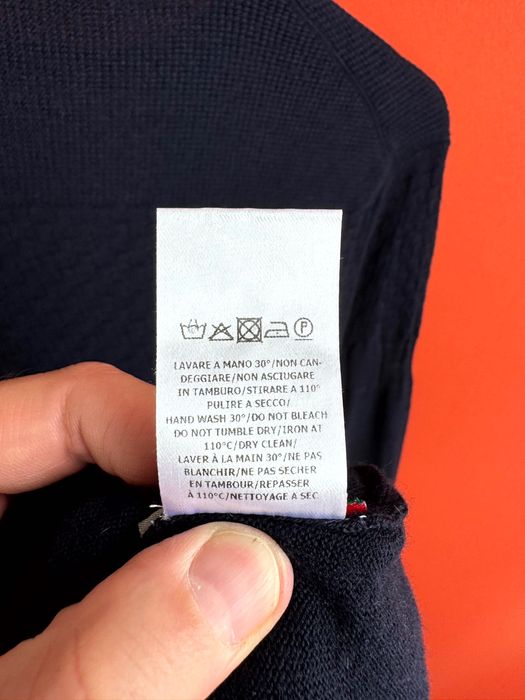 P
LAVARE A MANO 30°/NON CAN-
DEGGIARE/NON ASCIUGARE
IN TAMBURO/STIRARE A 110°
PULIRE A SECCO/
HAND WASH 30°/DO NOT BLEACH
DO NOT TUMBLE DRY/IRON AT
110°C/DRY CLEAN/
LAVER À LA MAIN 30°/NE PAS
BLANCHIR/NE PAS SECHER
EN TAMBOUR/REPASSER
À 110°C/NETTOYAGE A SEC